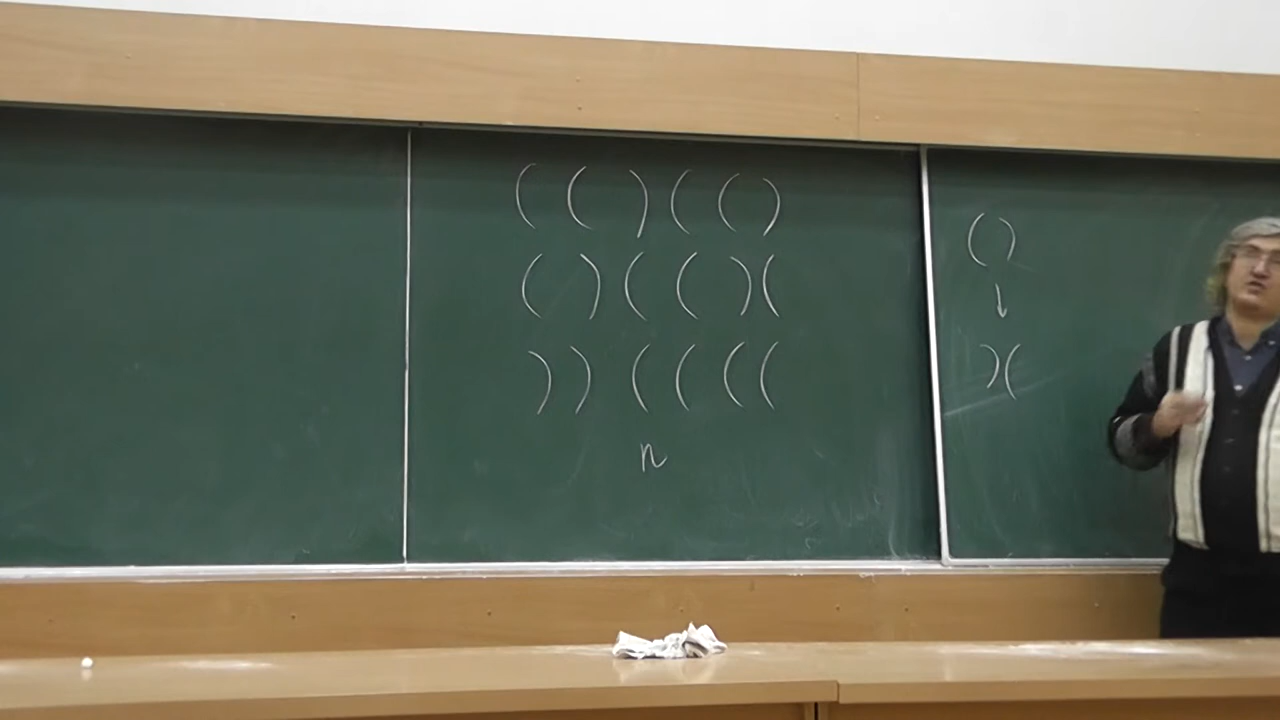 ( ( ) ( ( )
( ) ( ( ) (
) ) ( ( ( (
n
( )
↓
) (